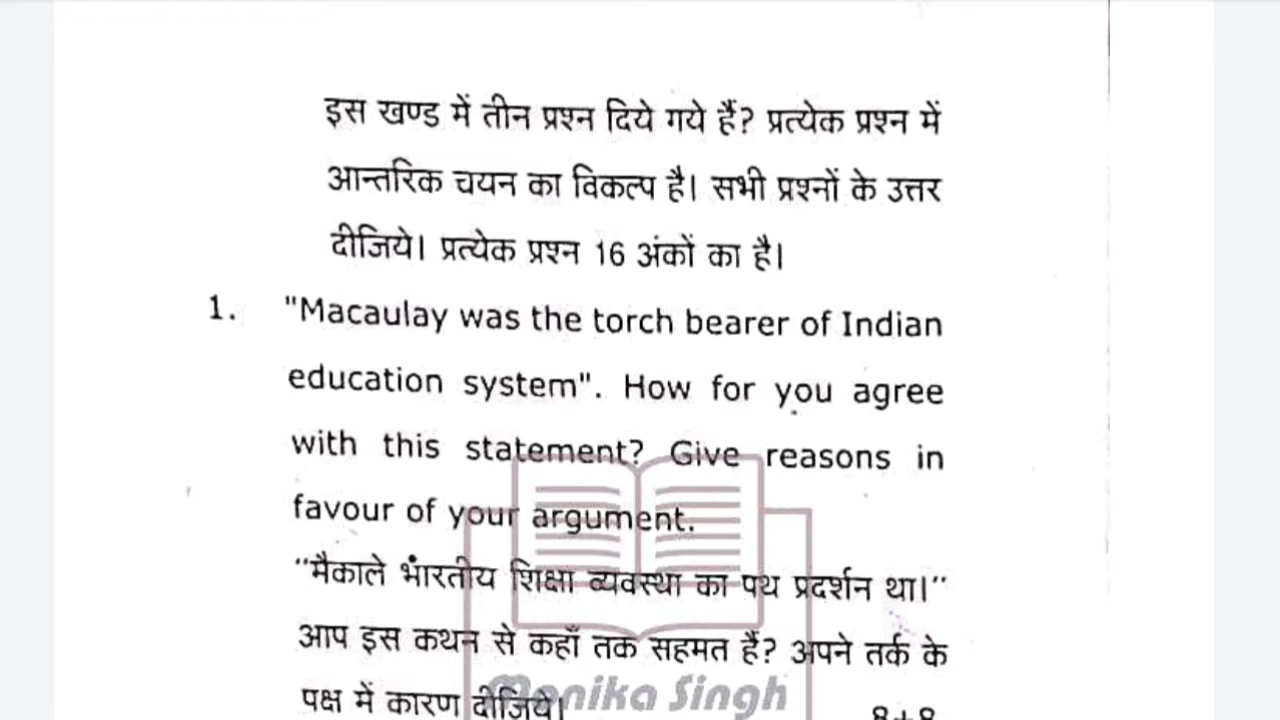 इस खण्ड में तीन प्रश्न दिये गये हैं? प्रत्येक प्रश्न में
आन्तरिक चयन का विकल्प है। सभी प्रश्नों के उत्तर
दीजिये। प्रत्येक प्रश्न 16 अंकों का है।
1. "Macaulay was the torch bearer of Indian
education system". How for you agree
with this statement? Give reasons in
favour of your argument.
"मैकाले भारतीय शिक्षा व्यवस्था का पथ प्रदर्शन था।"
आप इस कथन से कहाँ तक सहमत हैं? अपने तर्क के
पक्ष में कारण दीजिये। 8+8
Monika Singh